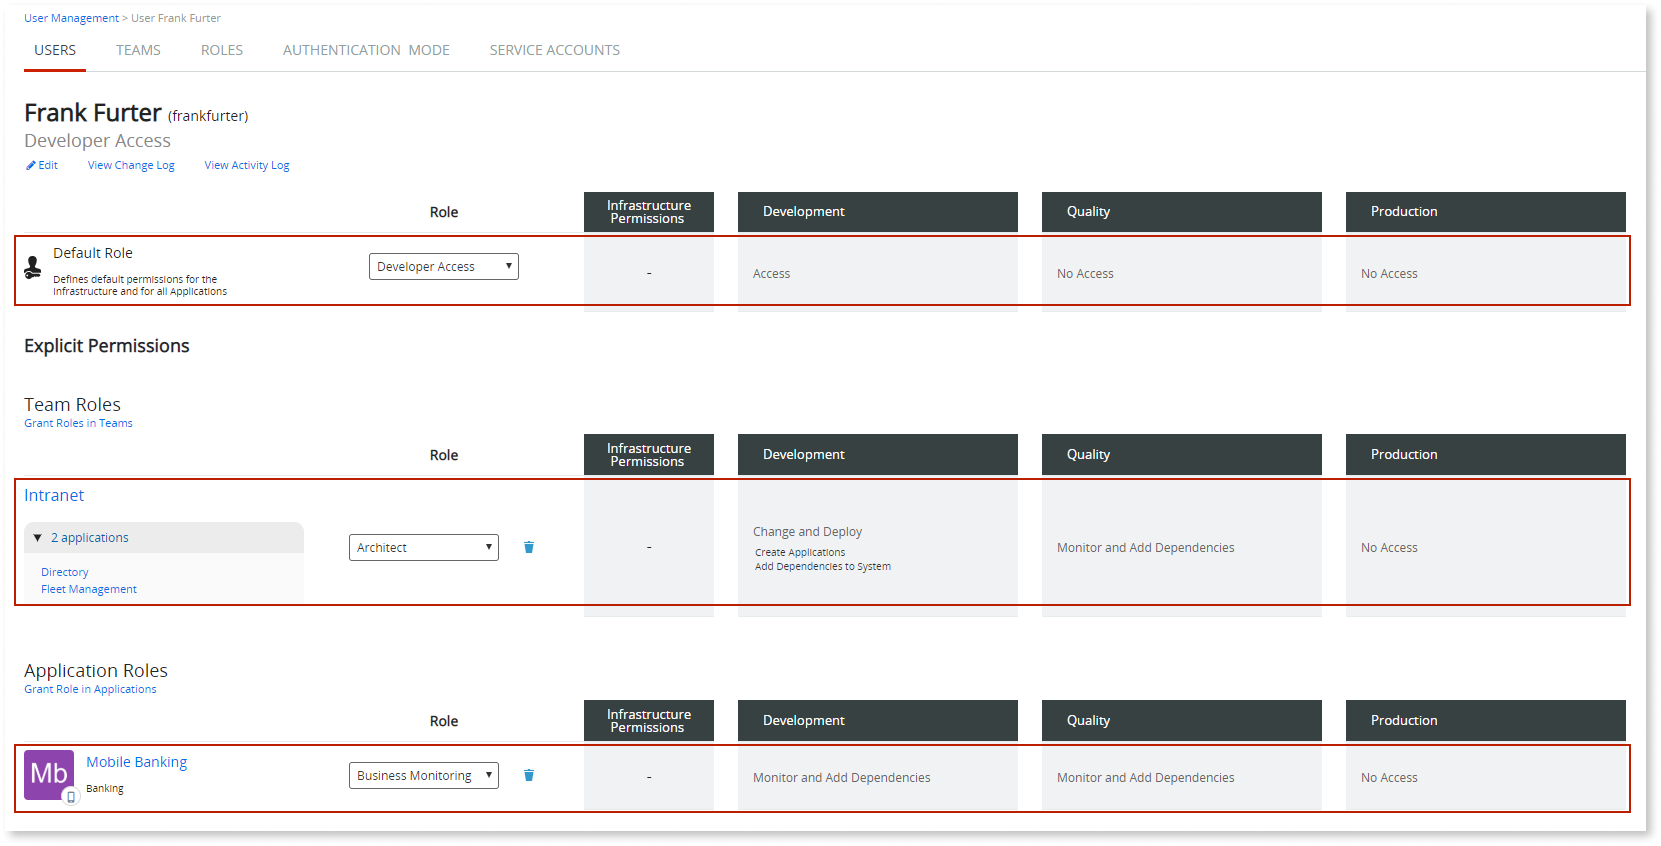 User Management > User Frank Furter
USERS TEAMS ROLES AUTHENTICATION MODE SERVICE ACCOUNTS
Frank Furter (frankfurter)
Developer Access
Edit View Change Log View Activity Log
Role Infrastructure Permissions Development Quality Production
Default Role
Defines default permissions for the
Infrastructure and for all Applications
Developer Access - Access No Access No Access
Explicit Permissions
Team Roles
Grant Roles in Teams
Role Infrastructure Permissions Development Quality Production
Intranet
2 applications
Directory
Fleet Management
Architect - Change and Deploy
Create Applications
Add Dependencies to System
Monitor and Add Dependencies No Access
Application Roles
Grant Role in Applications
Role Infrastructure Permissions Development Quality Production
Mb
Mobile Banking
Banking
Business Monitoring - Monitor and Add Dependencies Monitor and Add Dependencies No Access